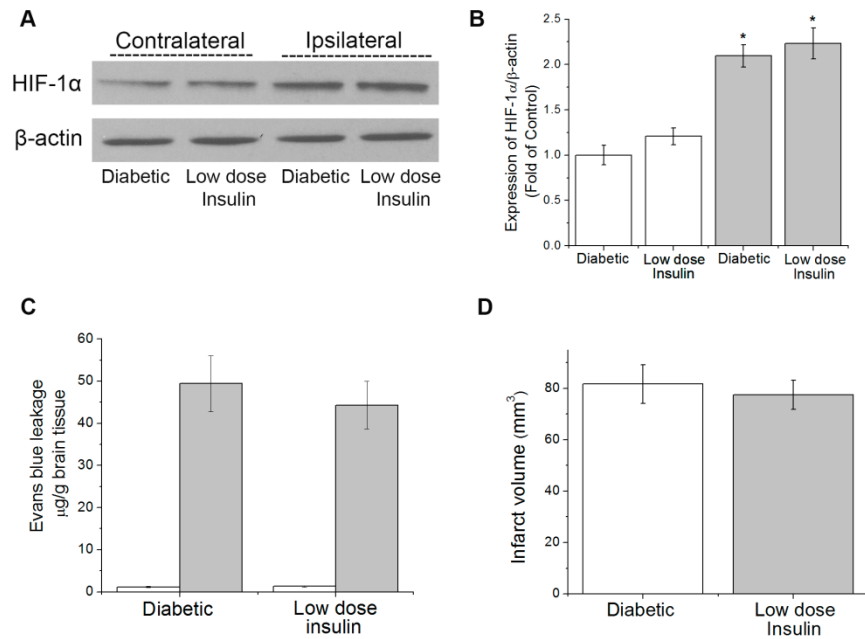 A
Contralateral Ipsilateral
HIF-1α
β-actin
Diabetic Low dose Diabetic Low dose
Insulin Insulin
B
Expression of HIF-1α/β-actin
(Fold of Control)
2.5
2.0
1.5
1.0
0.5
0.0
* *
Diabetic Low dose Diabetic Low dose
Insulin Insulin
C
Evans blue leakage
µg/g brain tissue
60
50
40
30
20
10
0
Diabetic Low dose
insulin
D
Infarct volume (mm³)
80
60
40
20
0
Diabetic Low dose
Insulin